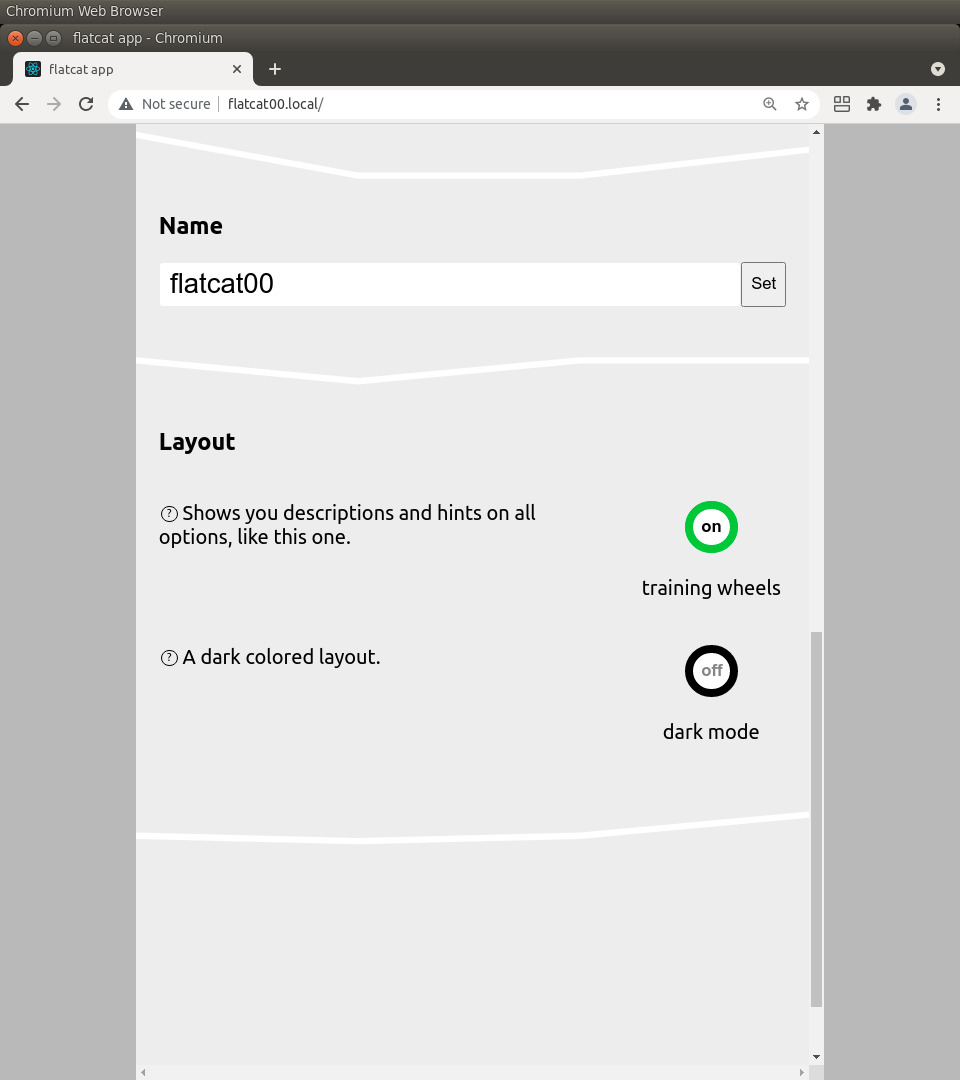 Chromium Web Browser
flatcat app - Chromium
flatcat app
Not secure flatcat00.local/
Name
flatcat00 Set
Layout
? Shows you descriptions and hints on all
options, like this one.
on
training wheels
? A dark colored layout.
off
dark mode